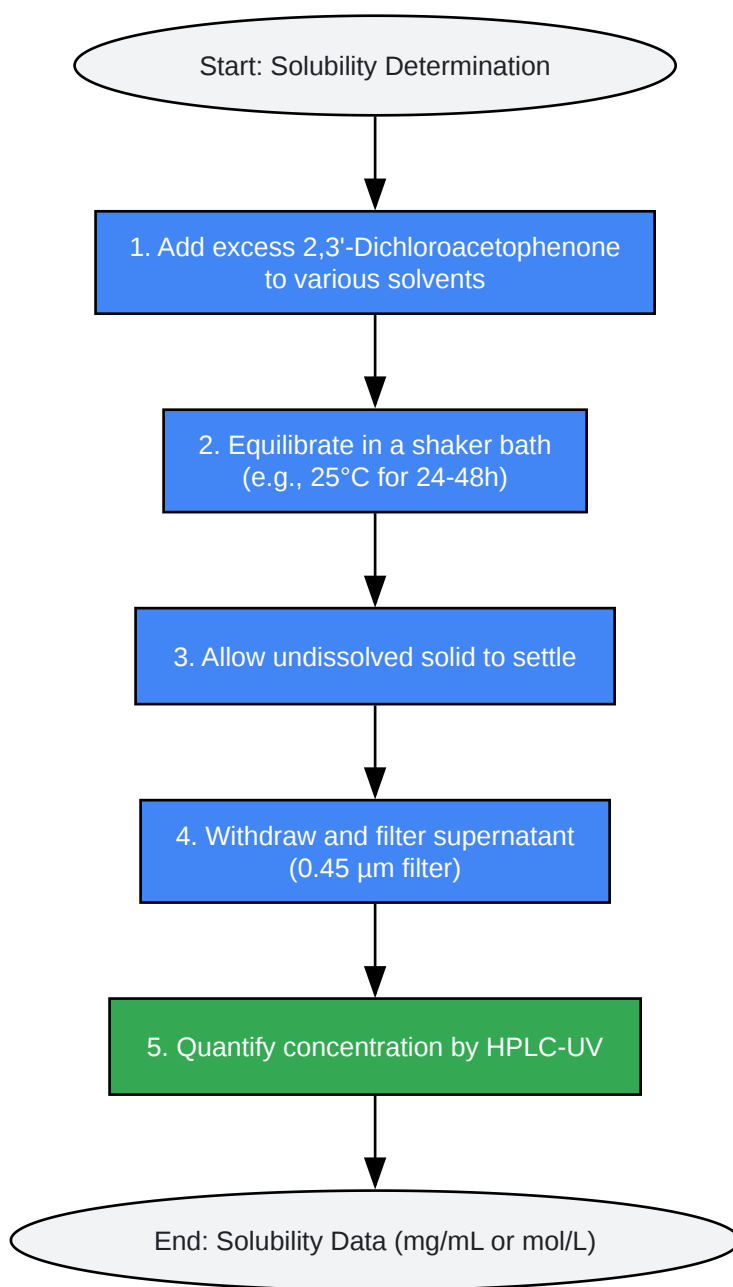 Start: Solubility Determination
1. Add excess 2,3'-Dichloroacetophenone
to various solvents
2. Equilibrate in a shaker bath
(e.g., 25°C for 24-48h)
3. Allow undissolved solid to settle
4. Withdraw and filter supernatant
(0.45 µm filter)
5. Quantify concentration by HPLC-UV
End: Solubility Data (mg/mL or mol/L)